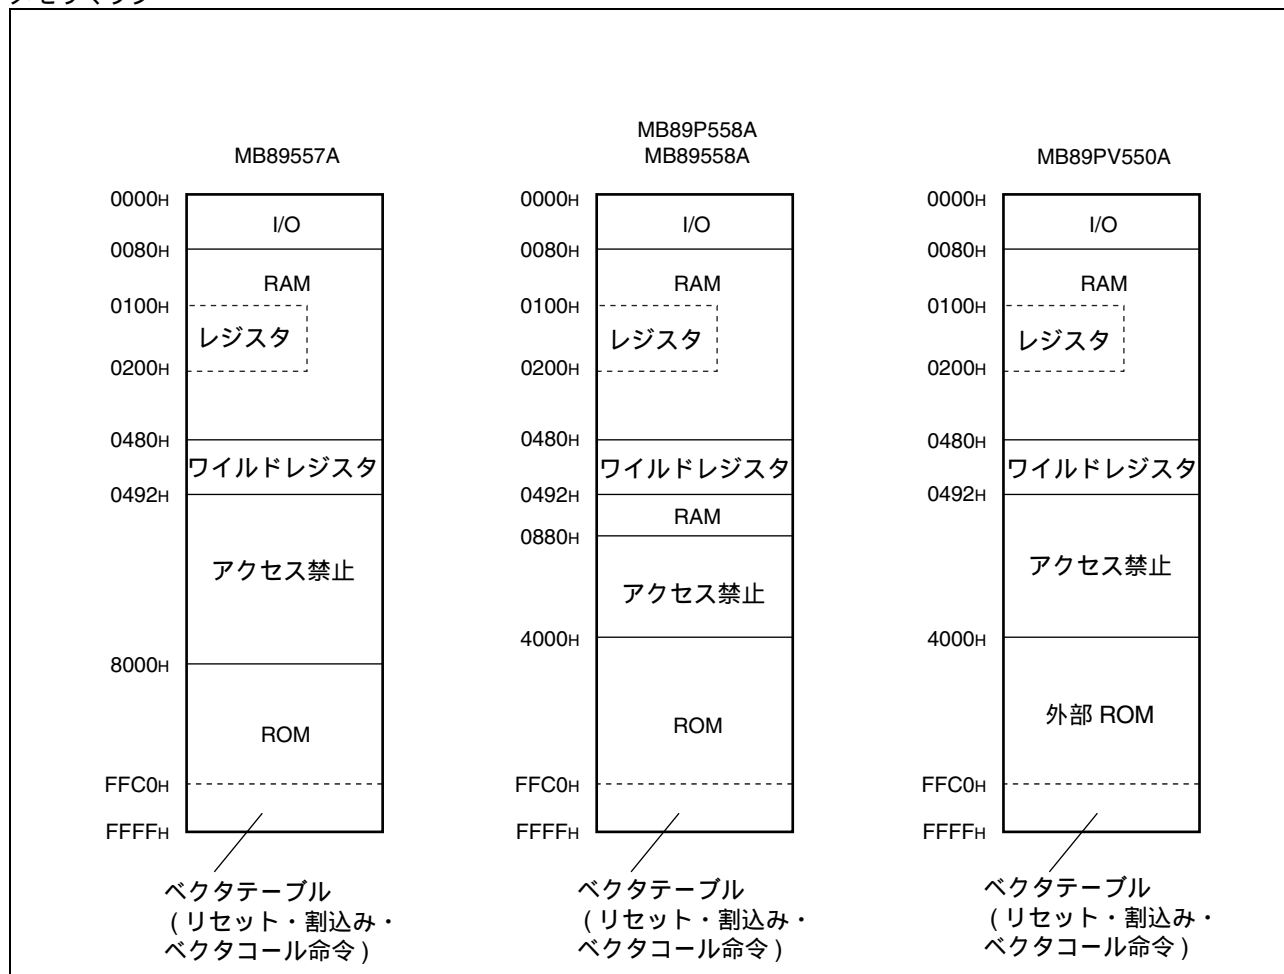 MB89557A
0000H
I/O
0080H
RAM
0100H
レジスタ
0200H
0480H
ワイルドレジスタ
0492H
アクセス禁止
8000H
ROM
FFC0H
FFFFH
ベクタテーブル
(リセット・割込み・
ベクタコール命令)
MB89P558A
MB89558A
0000H
I/O
0080H
RAM
0100H
レジスタ
0200H
0480H
ワイルドレジスタ
0492H
RAM
0880H
アクセス禁止
4000H
ROM
FFC0H
FFFFH
ベクタテーブル
(リセット・割込み・
ベクタコール命令)
MB89PV550A
0000H
I/O
0080H
RAM
0100H
レジスタ
0200H
0480H
ワイルドレジスタ
0492H
アクセス禁止
4000H
外部 ROM
FFC0H
FFFFH
ベクタテーブル
(リセット・割込み・
ベクタコール命令)